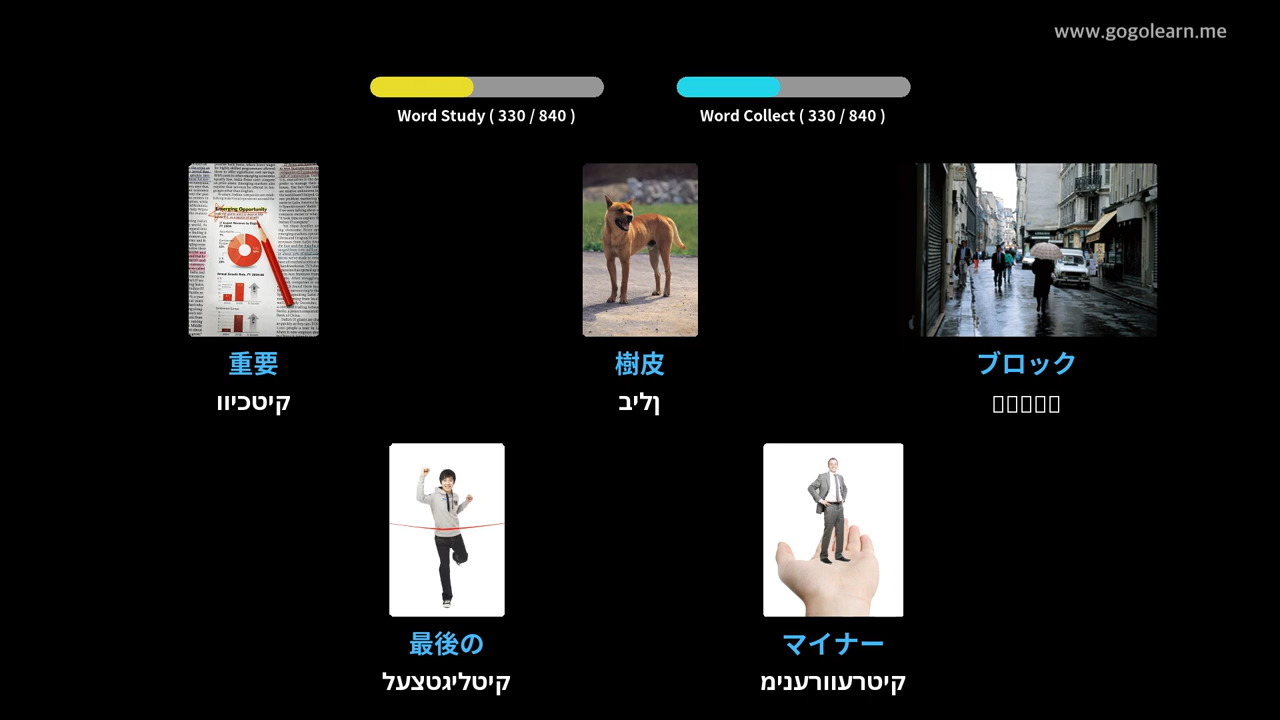 www.gogolearn.me
Word Study ( 330 / 840 )
Word Collect ( 330 / 840 )
重要
קיטכיוו
樹皮
ןליב
ブロック
最後の
קיטליגטצעל
マイナー
קיטרעוורענימ